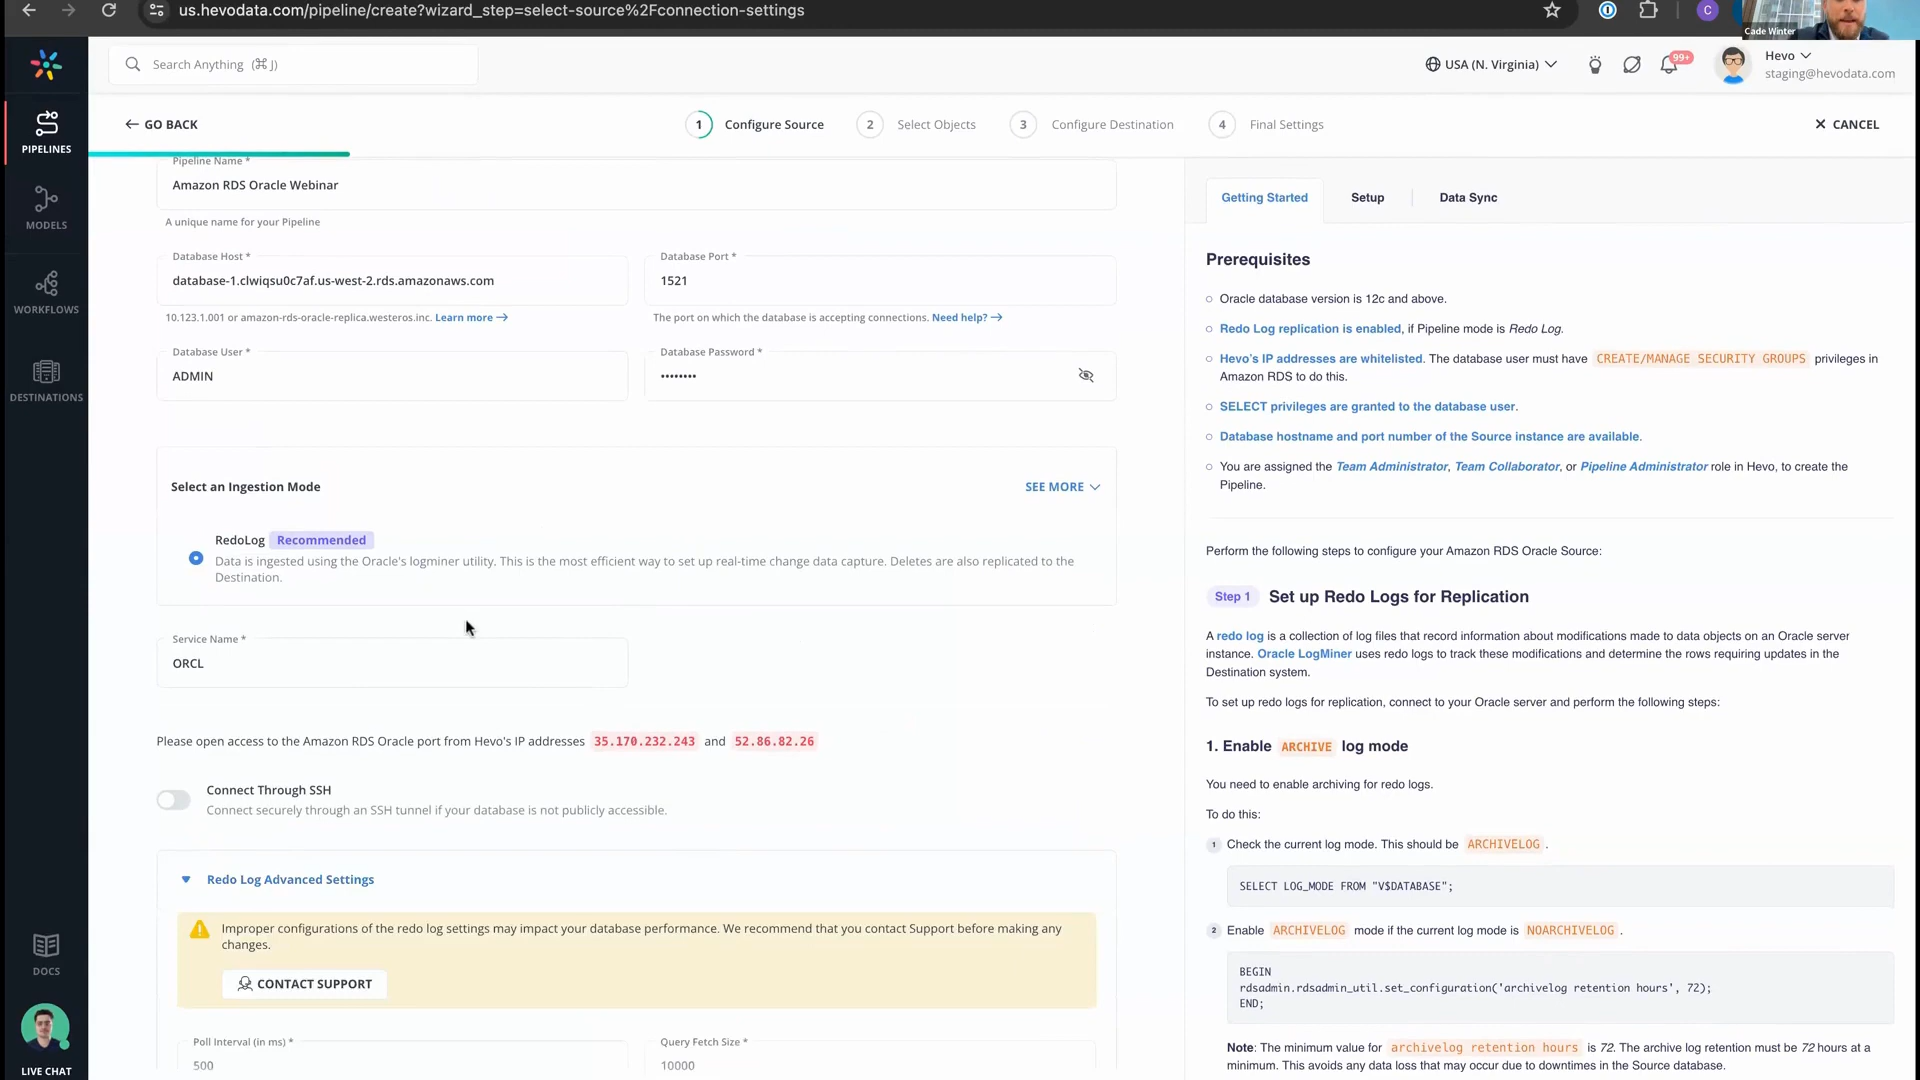 us.hevodata.com/pipeline/create?wizard_step=select-source%2Fconnection-settings
C
Cade Winter
Search Anything (⌘ J)
USA (N. Virginia)
99+
Hevo
staging@hevodata.com
PIPELINES
MODELS
WORKFLOWS
DESTINATIONS
DOCS
LIVE CHAT
GO BACK
1 Configure Source
2 Select Objects
3 Configure Destination
4 Final Settings
CANCEL
Pipeline Name *
Amazon RDS Oracle Webinar
A unique name for your Pipeline
Database Host *
database-1.clwiqsu0c7af.us-west-2.rds.amazonaws.com
10.123.1.001 or amazon-rds-oracle-replica.westeros.inc. Learn more
Database Port *
1521
The port on which the database is accepting connections. Need help?
Database User *
ADMIN
Database Password *
••••••••
Select an Ingestion Mode
SEE MORE
RedoLog Recommended
Data is ingested using the Oracle's logminer utility. This is the most efficient way to set up real-time change data capture. Deletes are also replicated to the
Destination.
Service Name *
ORCL
Please open access to the Amazon RDS Oracle port from Hevo's IP addresses 35.170.232.243 and 52.86.82.26
Connect Through SSH
Connect securely through an SSH tunnel if your database is not publicly accessible.
Redo Log Advanced Settings
Improper configurations of the redo log settings may impact your database performance. We recommend that you contact Support before making any
changes.
CONTACT SUPPORT
Poll Interval (in ms) *
500
Query Fetch Size *
10000
Getting Started
Setup
Data Sync
Prerequisites
Oracle database version is 12c and above.
Redo Log replication is enabled, if Pipeline mode is Redo Log.
Hevo's IP addresses are whitelisted. The database user must have CREATE/MANAGE SECURITY GROUPS privileges in
Amazon RDS to do this.
SELECT privileges are granted to the database user.
Database hostname and port number of the Source instance are available.
You are assigned the Team Administrator, Team Collaborator, or Pipeline Administrator role in Hevo, to create the
Pipeline.
Perform the following steps to configure your Amazon RDS Oracle Source:
Step 1 Set up Redo Logs for Replication
A redo log is a collection of log files that record information about modifications made to data objects on an Oracle server
instance. Oracle LogMiner uses redo logs to track these modifications and determine the rows requiring updates in the
Destination system.
To set up redo logs for replication, connect to your Oracle server and perform the following steps:
1. Enable ARCHIVE log mode
You need to enable archiving for redo logs.
To do this:
1 Check the current log mode. This should be ARCHIVELOG .
SELECT LOG_MODE FROM "V$DATABASE";
2 Enable ARCHIVELOG mode if the current log mode is NOARCHIVELOG .
BEGIN
rdsadmin.rdsadmin_util.set_configuration('archivelog retention hours', 72);
END;
Note: The minimum value for archivelog retention hours is 72. The archive log retention must be 72 hours at a
minimum. This avoids any data loss that may occur due to downtimes in the Source database.